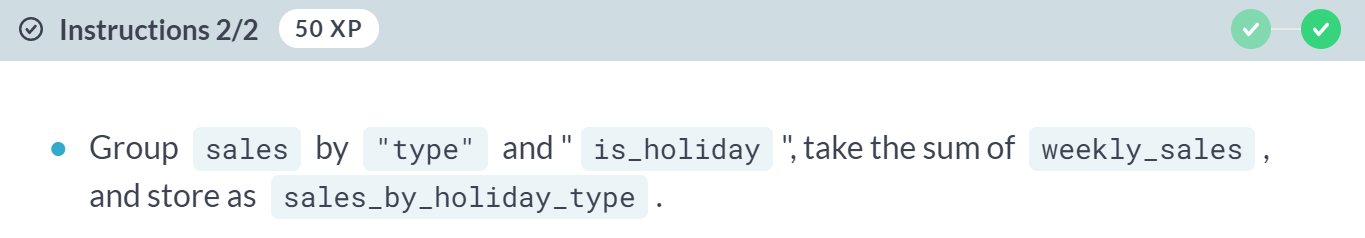 Instructions 2/2 50 XP
Group sales by "type" and " is_holiday ", take the sum of weekly_sales ,
and store as sales_by_holiday_type .